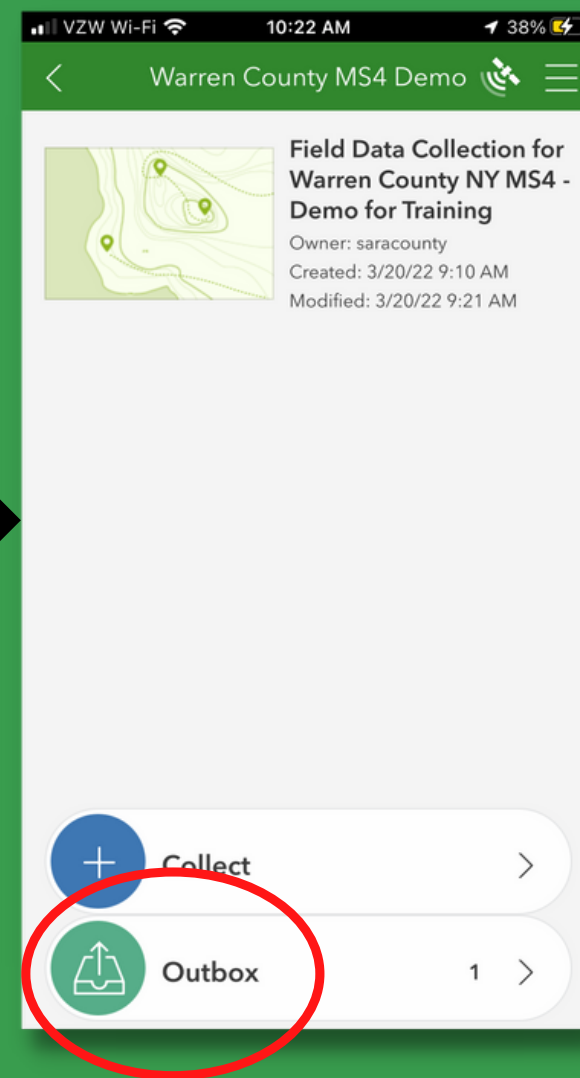 VZW Wi-Fi 10:22 AM 38%
Warren County MS4 Demo
Field Data Collection for
Warren County NY MS4 -
Demo for Training
Owner: saracounty
Created: 3/20/22 9:10 AM
Modified: 3/20/22 9:21 AM
Collect
Outbox 1